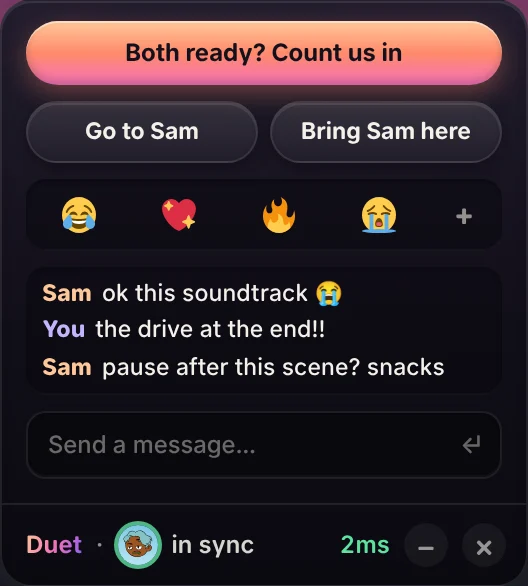 Both ready? Count us in
Go to Sam
Bring Sam here
Sam ok this soundtrack 😭
You the drive at the end!!
Sam pause after this scene? snacks
Send a message...
Duet · in sync 2ms